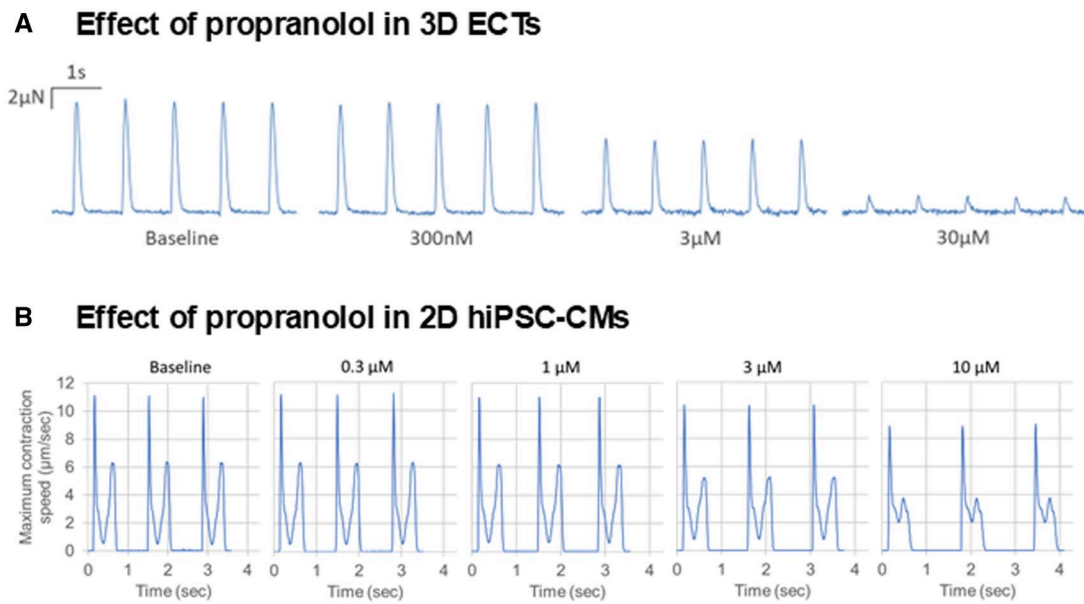 A Effect of propranolol in 3D ECTs
1s
2µN
Baseline 300nM 3µM 30µM
B Effect of propranolol in 2D hiPSC-CMs
Baseline 0.3 µM 1 µM 3 µM 10 µM
Maximum contraction
speed (µm/sec)
12
10
8
6
4
2
0
0 1 2 3 4 0 1 2 3 4 0 1 2 3 4 0 1 2 3 4 0 1 2 3 4
Time (sec) Time (sec) Time (sec) Time (sec) Time (sec)